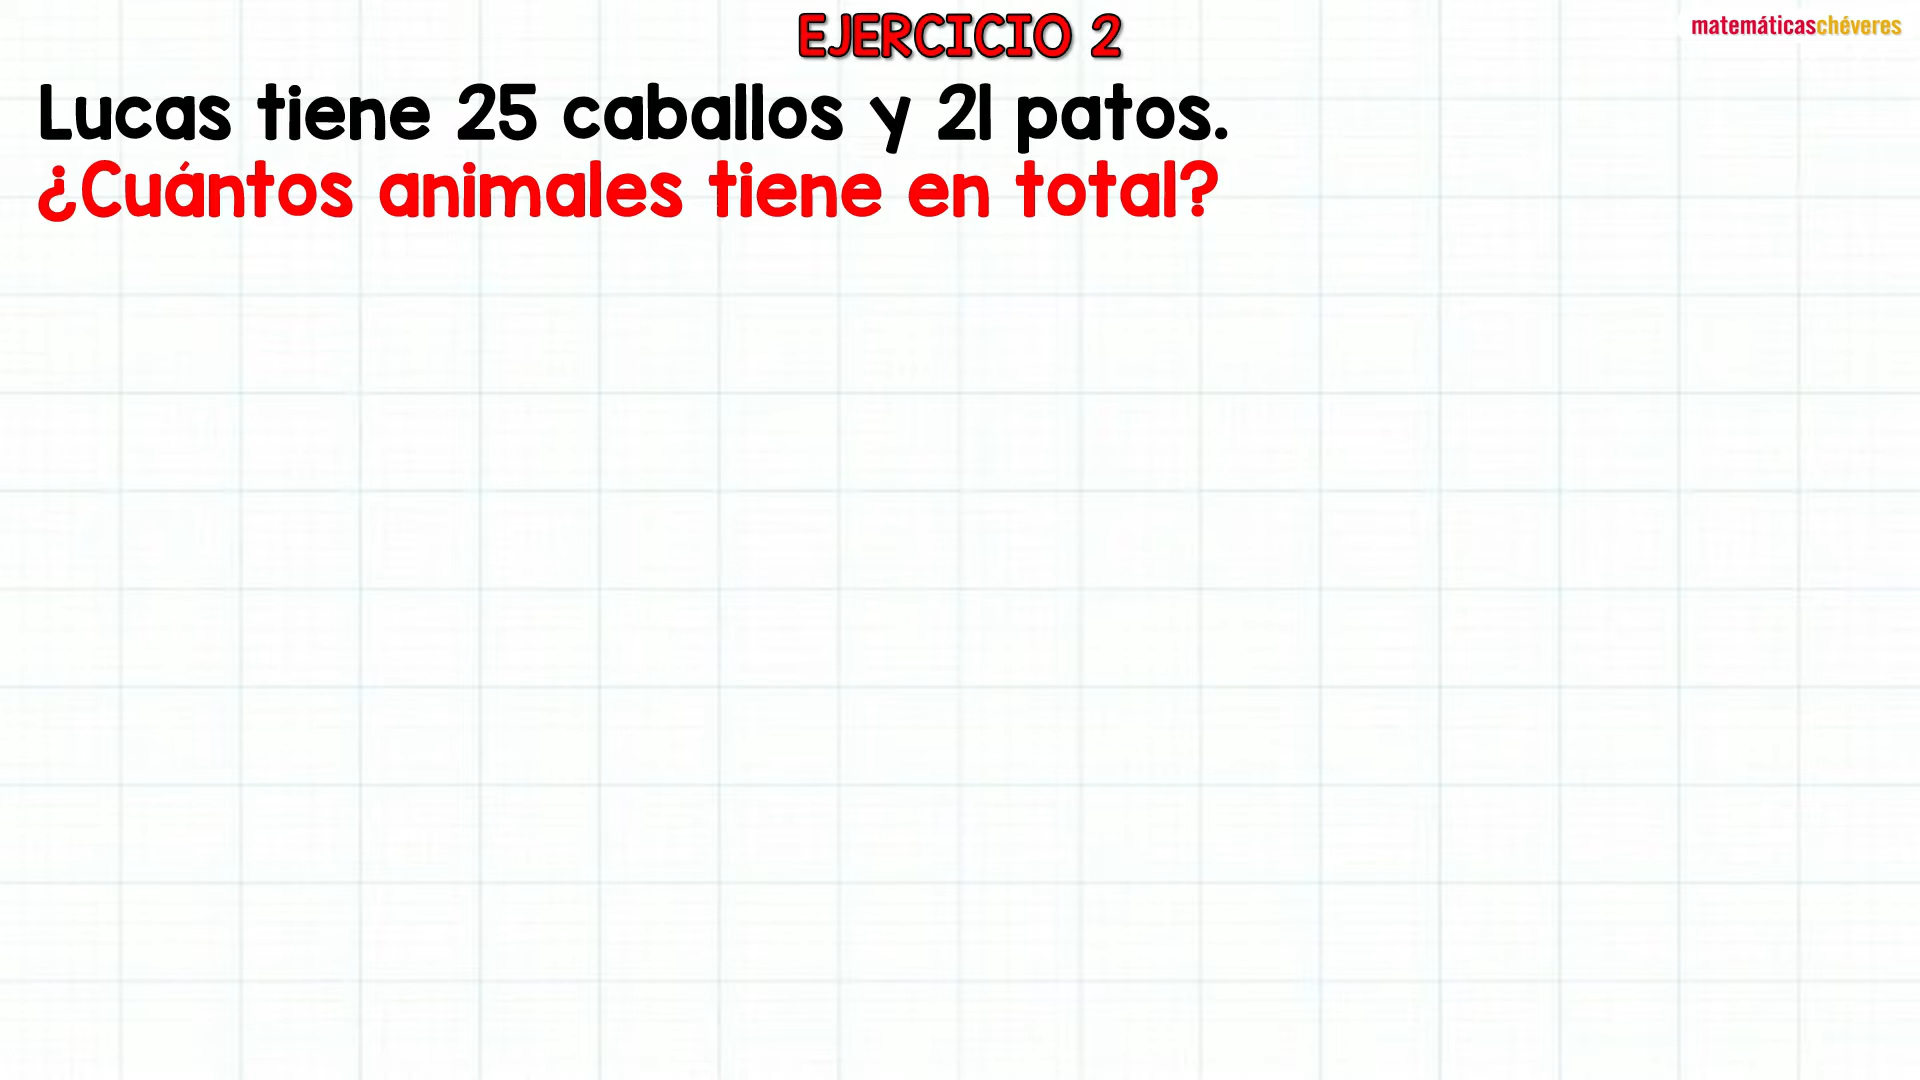 EJERCICIO 2
matemáticaschéveres
Lucas tiene 25 caballos y 21 patos.
¿Cuántos animales tiene en total?